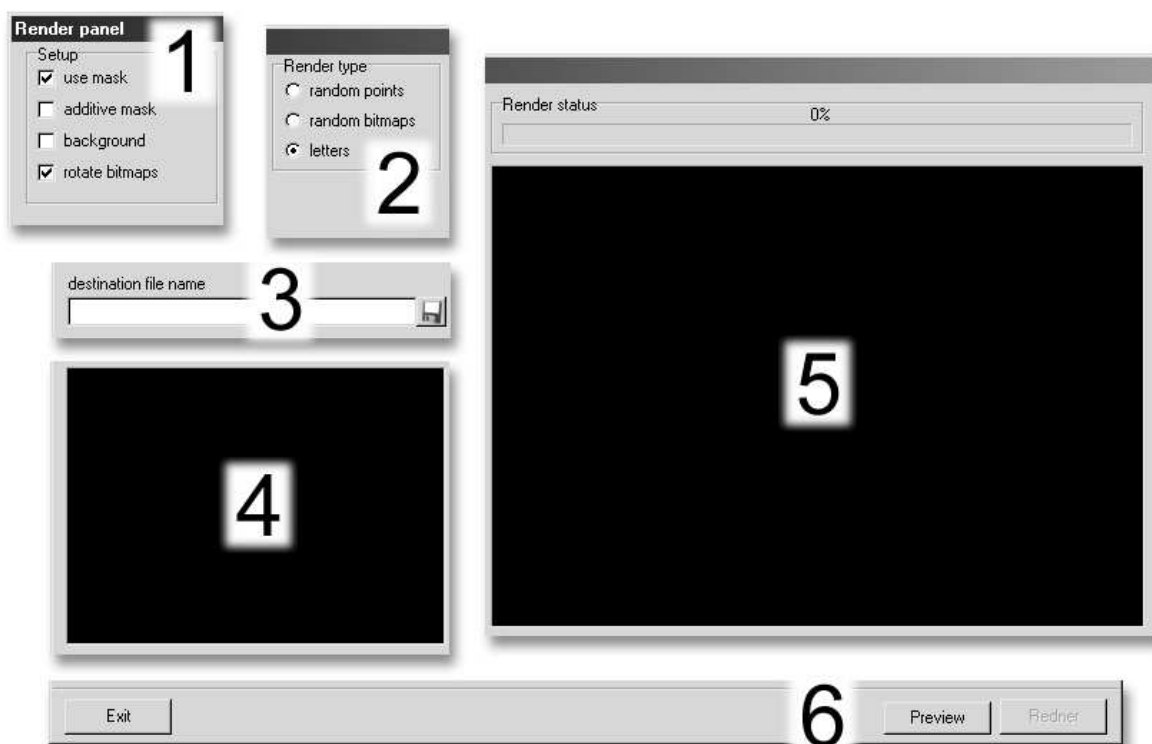 Render panel
1
Setup
use mask
additive mask
background
rotate bitmaps
Render type
random points
random bitmaps
letters
2
destination file name
3
4
Render status
0%
5
Exit
6
Preview
Redner